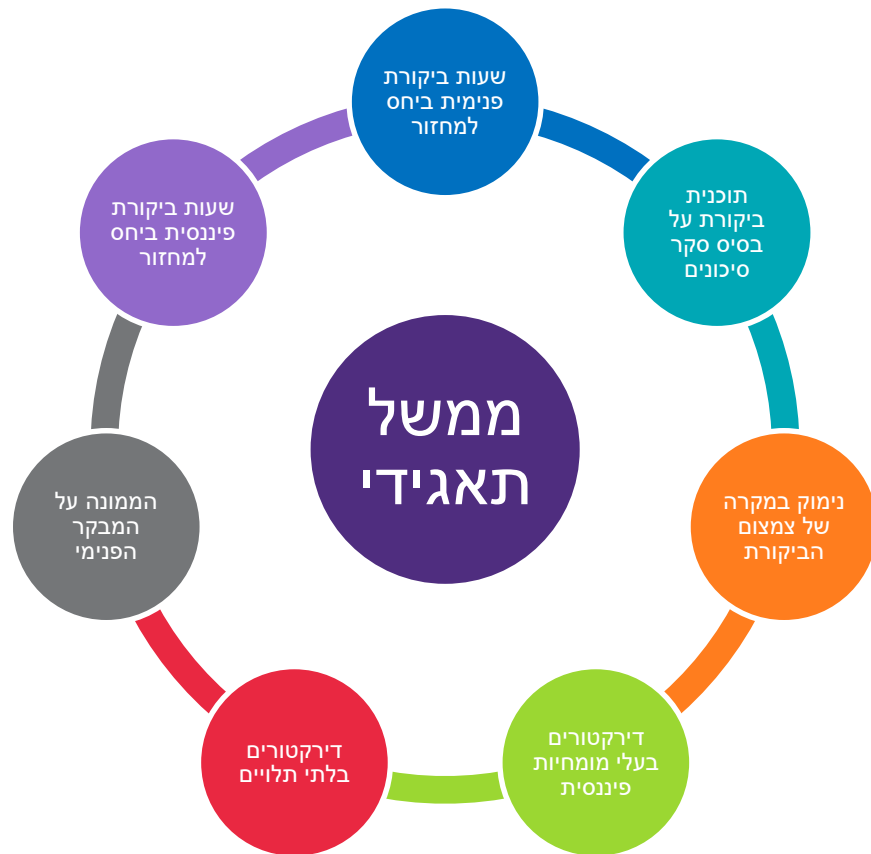 שעות ביקורת
פנימית ביחס
למחזור
תוכנית
ביקורת על
בסיס סקר
סיכונים
נימוק במקרה
של צמצום
הביקורת
דירקטורים
בעלי מומחיות
פיננסית
דירקטורים
בלתי תלויים
הממונה על
המבקר
הפנימי
שעות ביקורת
פיננסית ביחס
למחזור
ממשל
תאגידי